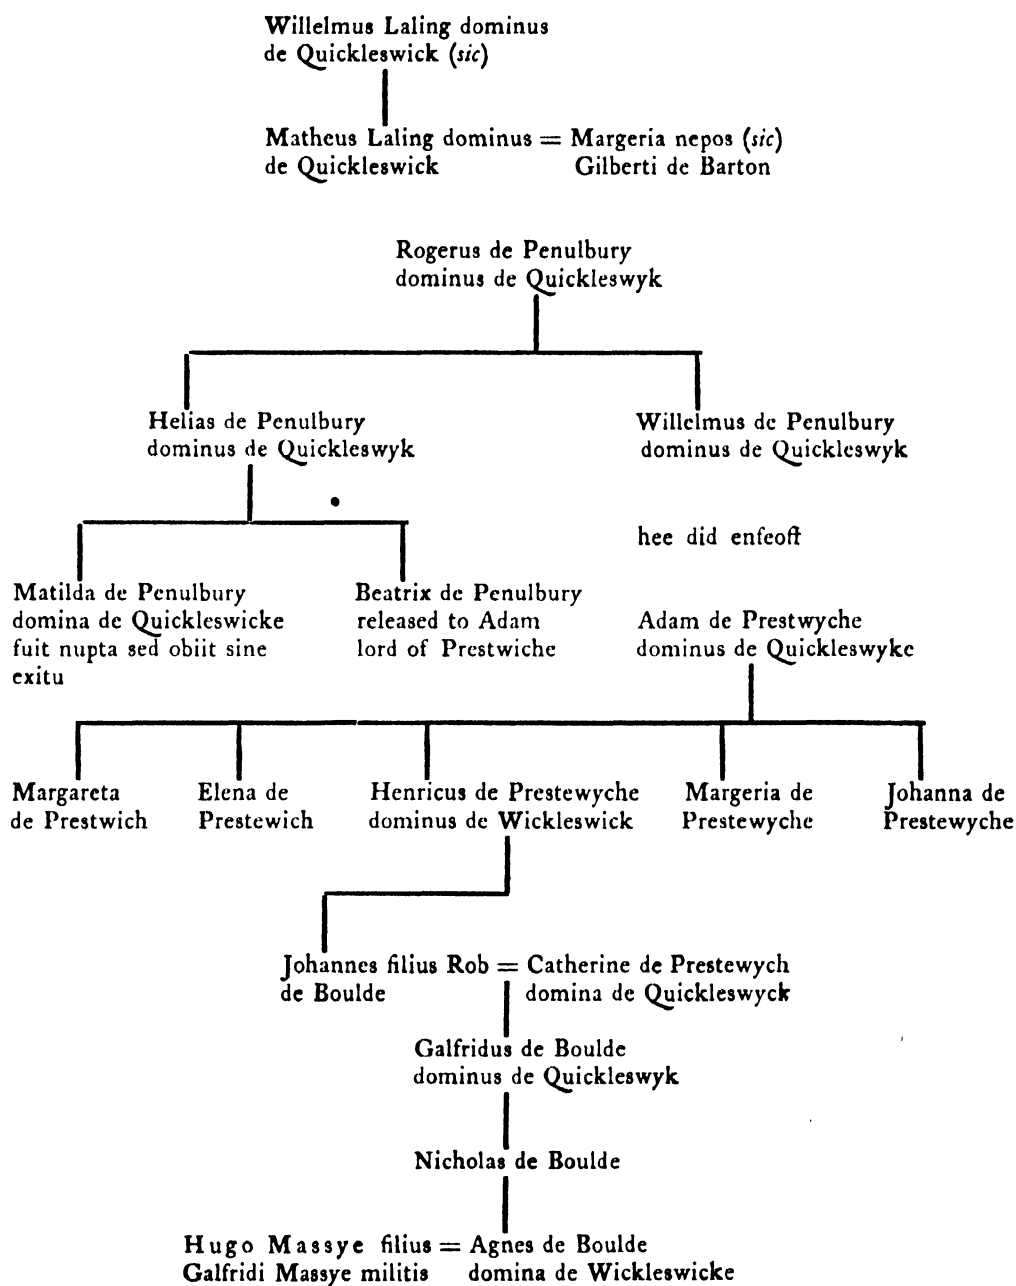 Willelmus Laling dominus
de Quickleswick (sic)
Matheus Laling dominus = Margeria nepos (sic)
de Quickleswick Gilberti de Barton
Rogerus de Penulbury
dominus de Quickleswyk
Helias de Penulbury
dominus de Quickleswyk
Willelmus de Penulbury
dominus de Quickleswyk
hee did enfeoff
Matilda de Penulbury
domina de Quickleswicke
fuit nupta sed obiit sine
exitu
Beatrix de Penulbury
released to Adam
lord of Prestwiche
Adam de Prestwyche
dominus de Quickleswyke
Margareta
de Prestwich
Elena de
Prestewich
Henricus de Prestewyche
dominus de Wickleswick
Margeria de
Prestewyche
Johanna de
Prestewyche
Johannes filius Rob = Catherine de Prestewych
de Boulde domina de Quickleswyck
Galfridus de Boulde
dominus de Quickleswyk
Nicholas de Boulde
Hugo Massye filius = Agnes de Boulde
Galfridi Massye militis domina de Wickleswicke